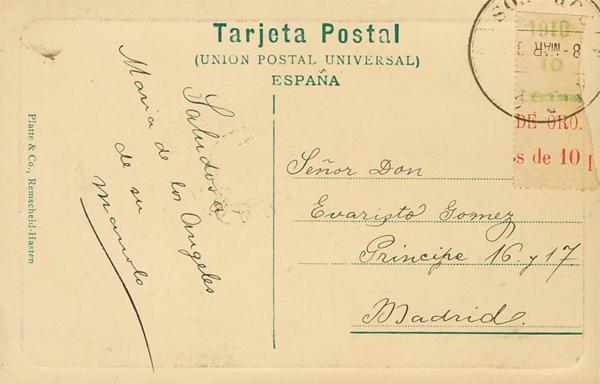 Tarjeta Postal
(UNION POSTAL UNIVERSAL)
ESPAÑA
1910
10
8 - MAR
DE ORO.
s de 10
Saludos a
Maria de los Angeles
de su
Manolo
Señor Don
Evaristo Gomez
Principe 16 y 17
Madrid.
Platte & Co., Remscheid-Hasten